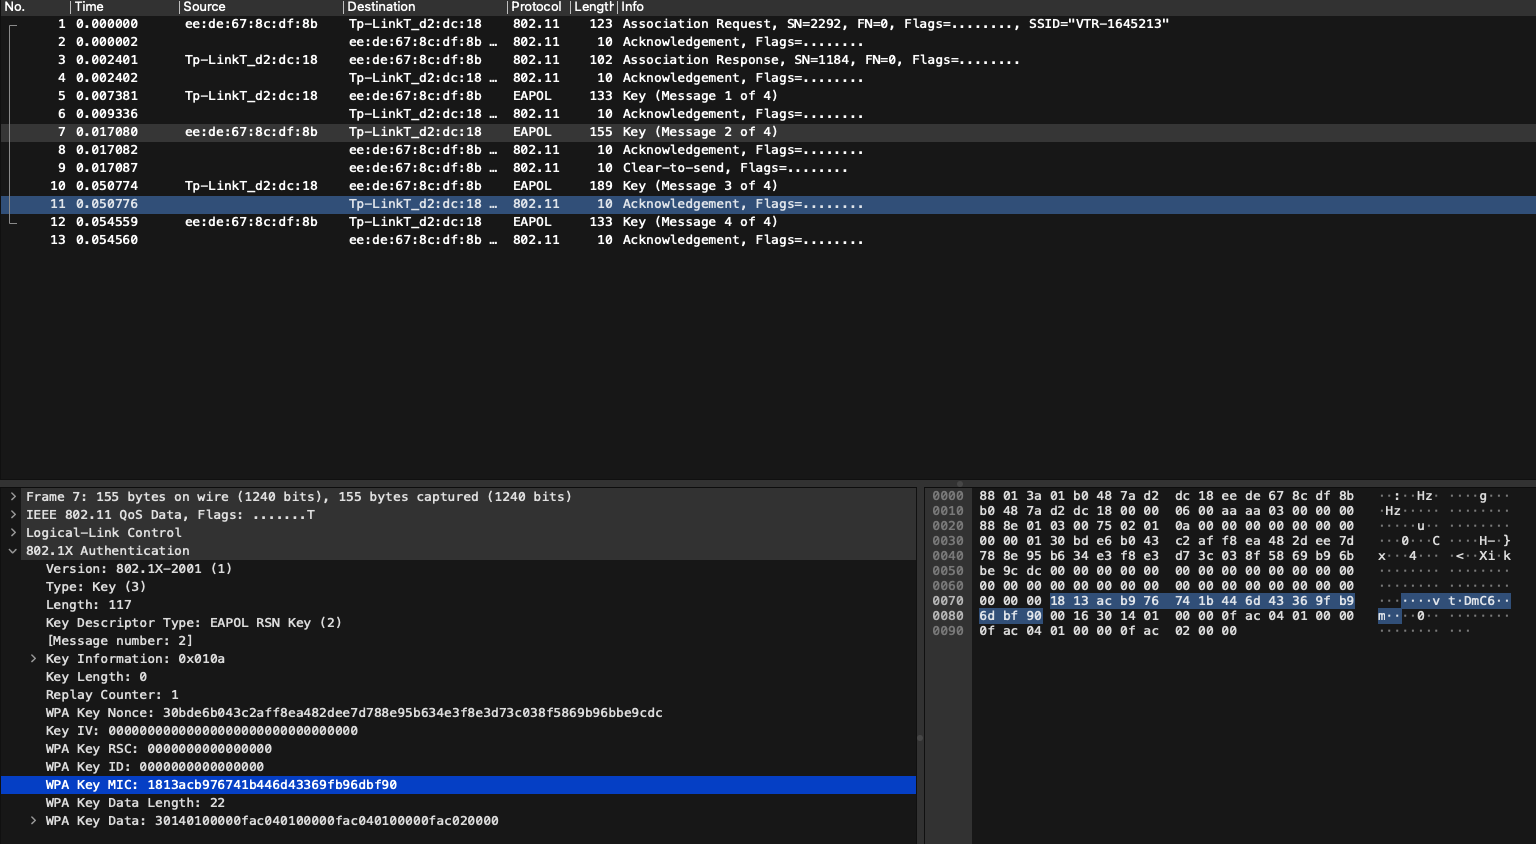 No. Time Source Destination Protocol Length Info
1 0.000000 ee:de:67:8c:df:8b Tp-LinkT_d2:dc:18 802.11 123 Association Request, SN=2292, FN=0, Flags=........, SSID="VTR-1645213"
2 0.000002 ee:de:67:8c:df:8b … 802.11 10 Acknowledgement, Flags=........
3 0.002401 Tp-LinkT_d2:dc:18 ee:de:67:8c:df:8b 802.11 102 Association Response, SN=1184, FN=0, Flags=........
4 0.002402 Tp-LinkT_d2:dc:18 … 802.11 10 Acknowledgement, Flags=........
5 0.007381 Tp-LinkT_d2:dc:18 ee:de:67:8c:df:8b EAPOL 133 Key (Message 1 of 4)
6 0.009336 Tp-LinkT_d2:dc:18 … 802.11 10 Acknowledgement, Flags=........
7 0.017080 ee:de:67:8c:df:8b Tp-LinkT_d2:dc:18 EAPOL 155 Key (Message 2 of 4)
8 0.017082 ee:de:67:8c:df:8b … 802.11 10 Acknowledgement, Flags=........
9 0.017087 ee:de:67:8c:df:8b … 802.11 10 Clear-to-send, Flags=........
10 0.050774 Tp-LinkT_d2:dc:18 ee:de:67:8c:df:8b EAPOL 189 Key (Message 3 of 4)
11 0.050776 Tp-LinkT_d2:dc:18 … 802.11 10 Acknowledgement, Flags=........
12 0.054559 ee:de:67:8c:df:8b Tp-LinkT_d2:dc:18 EAPOL 133 Key (Message 4 of 4)
13 0.054560 ee:de:67:8c:df:8b … 802.11 10 Acknowledgement, Flags=........
Frame 7: 155 bytes on wire (1240 bits), 155 bytes captured (1240 bits)
IEEE 802.11 QoS Data, Flags: .......T
Logical-Link Control
802.1X Authentication
Version: 802.1X-2001 (1)
Type: Key (3)
Length: 117
Key Descriptor Type: EAPOL RSN Key (2)
[Message number: 2]
Key Information: 0x010a
Key Length: 0
Replay Counter: 1
WPA Key Nonce: 30bde6b043c2aff8ea482dee7d788e95b634e3f8e3d73c038f5869b96bbe9cdc
Key IV: 00000000000000000000000000000000
WPA Key RSC: 0000000000000000
WPA Key ID: 0000000000000000
WPA Key MIC: 1813acb976741b446d43369fb96dbf90
WPA Key Data Length: 22
WPA Key Data: 30140100000fac040100000fac040100000fac020000
0000 88 01 3a 01 b0 48 7a d2 dc 18 ee de 67 8c df 8b ··:··Hz· ····g···
0010 b0 48 7a d2 dc 18 00 00 06 00 aa aa 03 00 00 00 ·Hz····· ········
0020 88 8e 01 03 00 75 02 01 0a 00 00 00 00 00 00 00 ·····u·· ········
0030 00 00 01 30 bd e6 b0 43 c2 af f8 ea 48 2d ee 7d ···0···C ····H-·}
0040 78 8e 95 b6 34 e3 f8 e3 d7 3c 03 8f 58 69 b9 6b x···4··· ·<··Xi·k
0050 be 9c dc 00 00 00 00 00 00 00 00 00 00 00 00 00 ········ ········
0060 00 00 00 00 00 00 00 00 00 00 00 00 00 00 00 00 ········ ········
0070 00 00 00 18 13 ac b9 76 74 1b 44 6d 43 36 9f b9 ·······v t·DmC6··
0080 6d bf 90 00 16 30 14 01 00 00 0f ac 04 01 00 00 m····0·· ········
0090 0f ac 04 01 00 00 0f ac 02 00 00 ········ ···